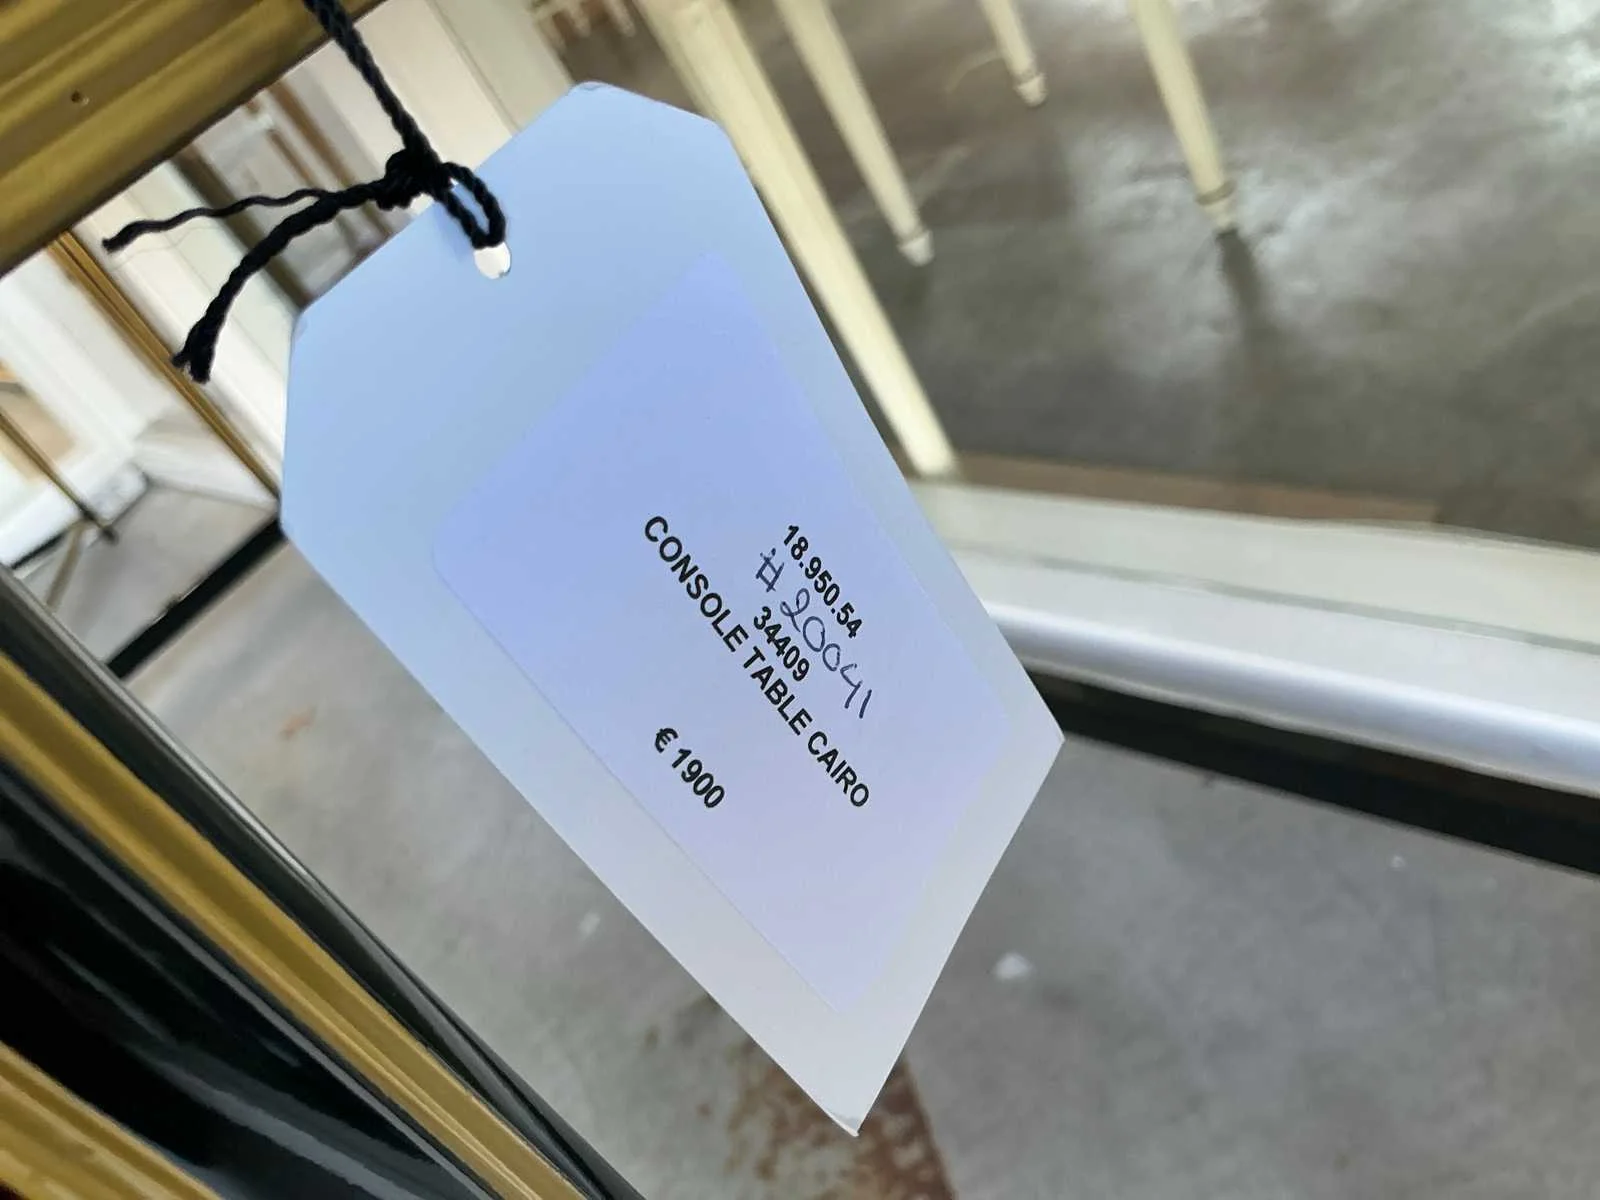 18.950.54
#20041
34409
CONSOLE TABLE CAIRO
€ 1900